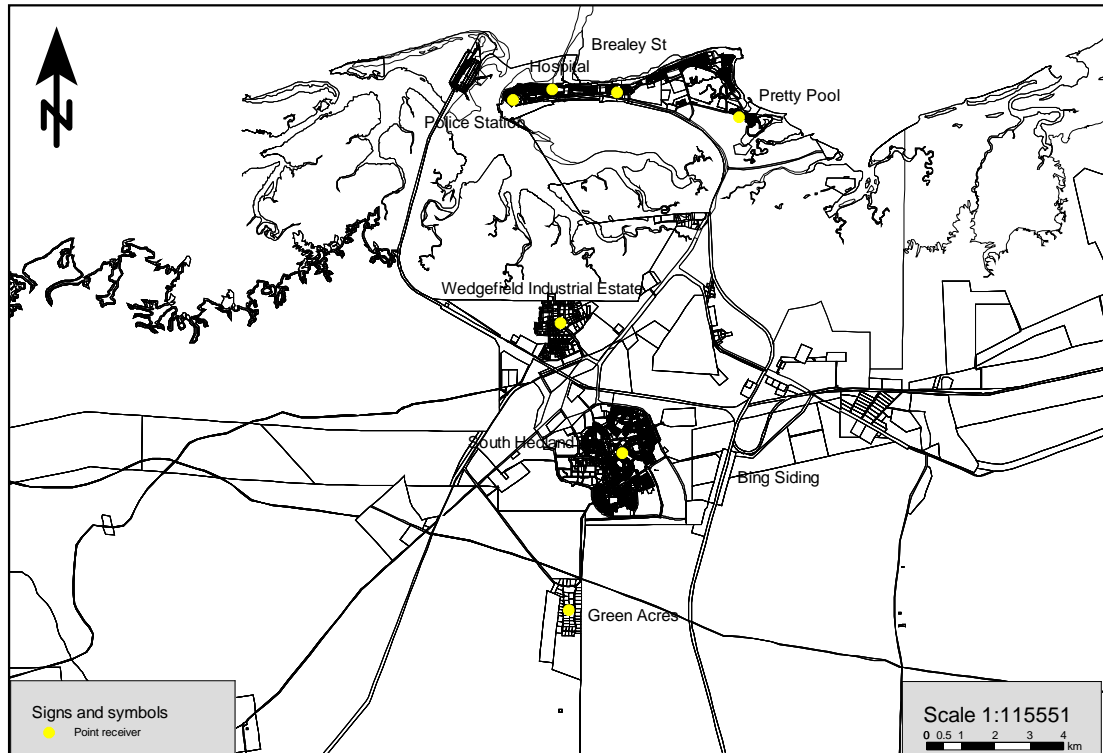 Brealey St
Hospital
Pretty Pool
Police Station
N
Wedgefield Industrial Estate
South Hedland
Bing Siding
Green Acres
Signs and symbols
Point receiver
Scale 1:115551
0 0.5 1 2 3 4
km